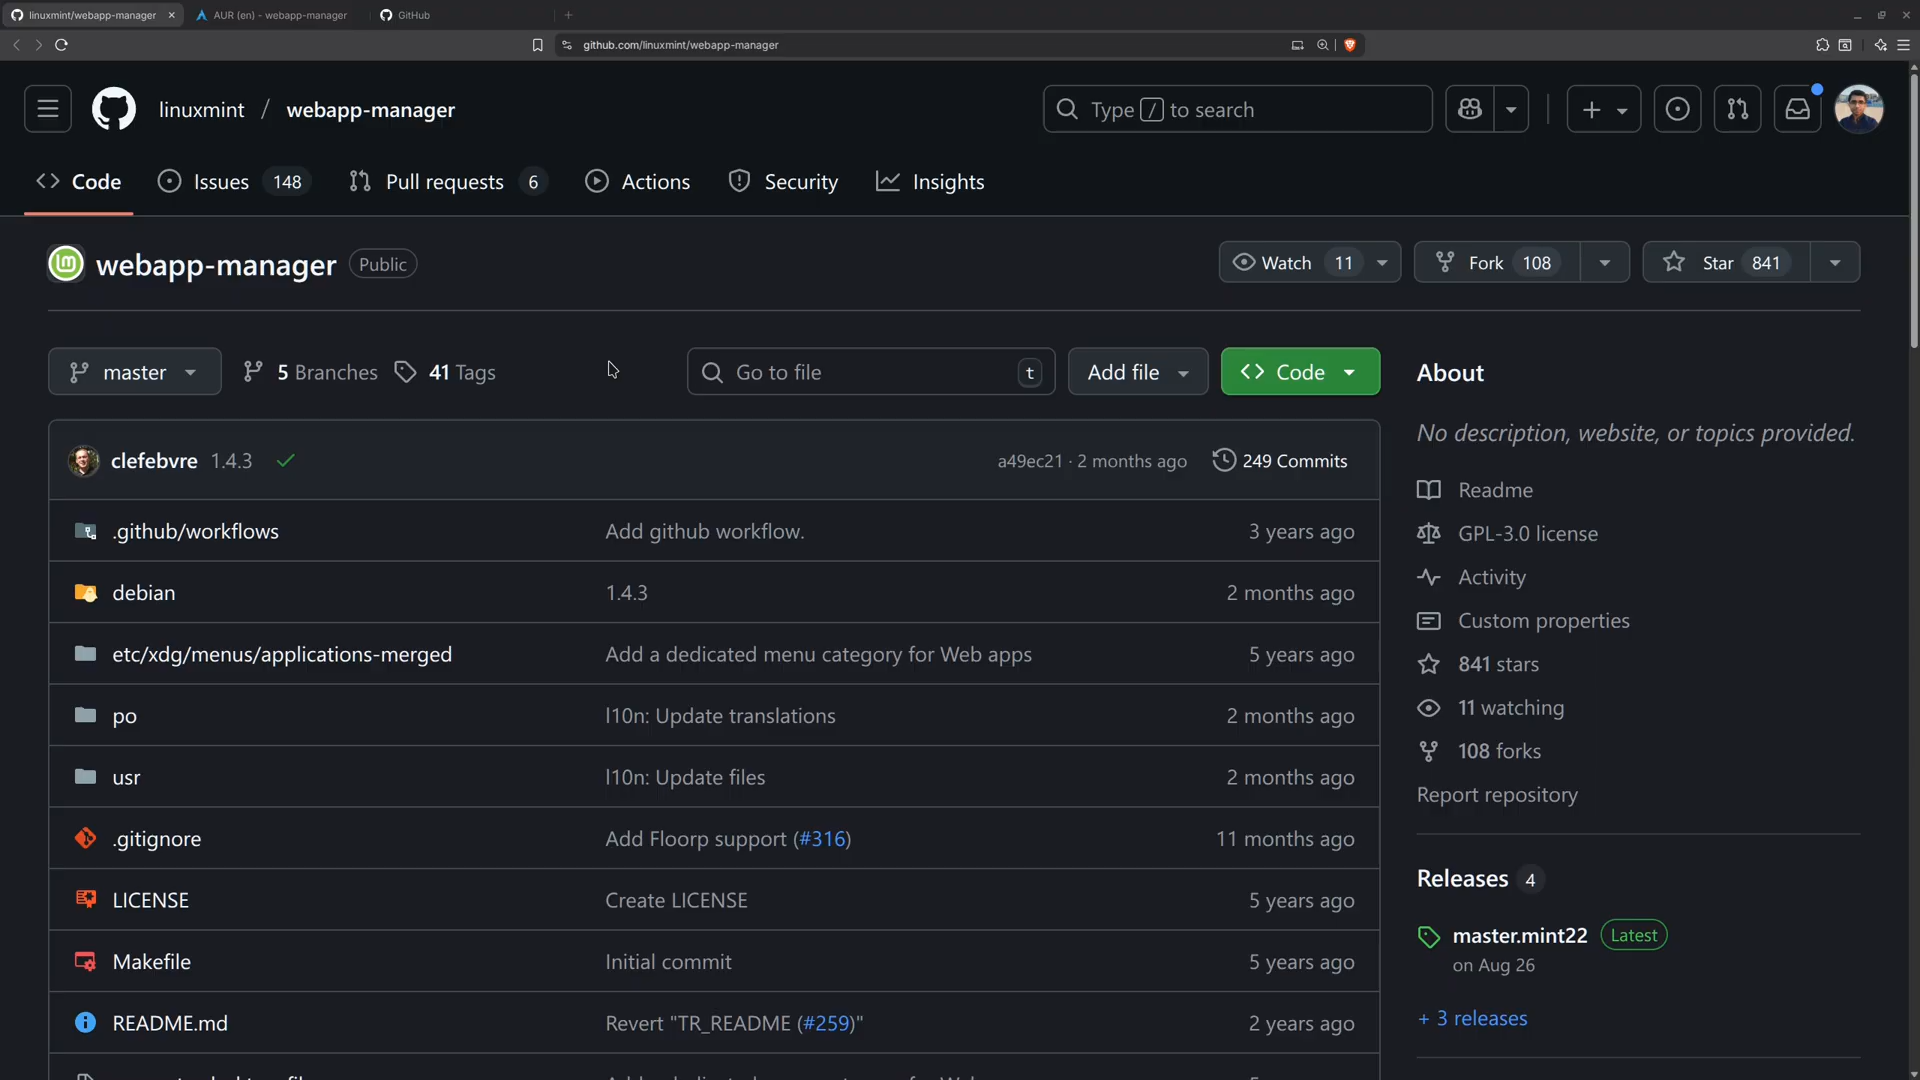 linuxmint/webapp-manager
AUR (en) - webapp-manager
GitHub
github.com/linuxmint/webapp-manager
linuxmint / webapp-manager
Type / to search
Code
Issues 148
Pull requests 6
Actions
Security
Insights
webapp-manager Public
Watch 11
Fork 108
Star 841
master
5 Branches
41 Tags
Go to file t
Add file
Code
clefebvre 1.4.3
a49ec21 · 2 months ago
249 Commits
.github/workflows Add github workflow. 3 years ago
debian 1.4.3 2 months ago
etc/xdg/menus/applications-merged Add a dedicated menu category for Web apps 5 years ago
po l10n: Update translations 2 months ago
usr l10n: Update files 2 months ago
.gitignore Add Floorp support (#316) 11 months ago
LICENSE Create LICENSE 5 years ago
Makefile Initial commit 5 years ago
README.md Revert "TR_README (#259)" 2 years ago
About
No description, website, or topics provided.
Readme
GPL-3.0 license
Activity
Custom properties
841 stars
11 watching
108 forks
Report repository
Releases 4
master.mint22 Latest
on Aug 26
+ 3 releases